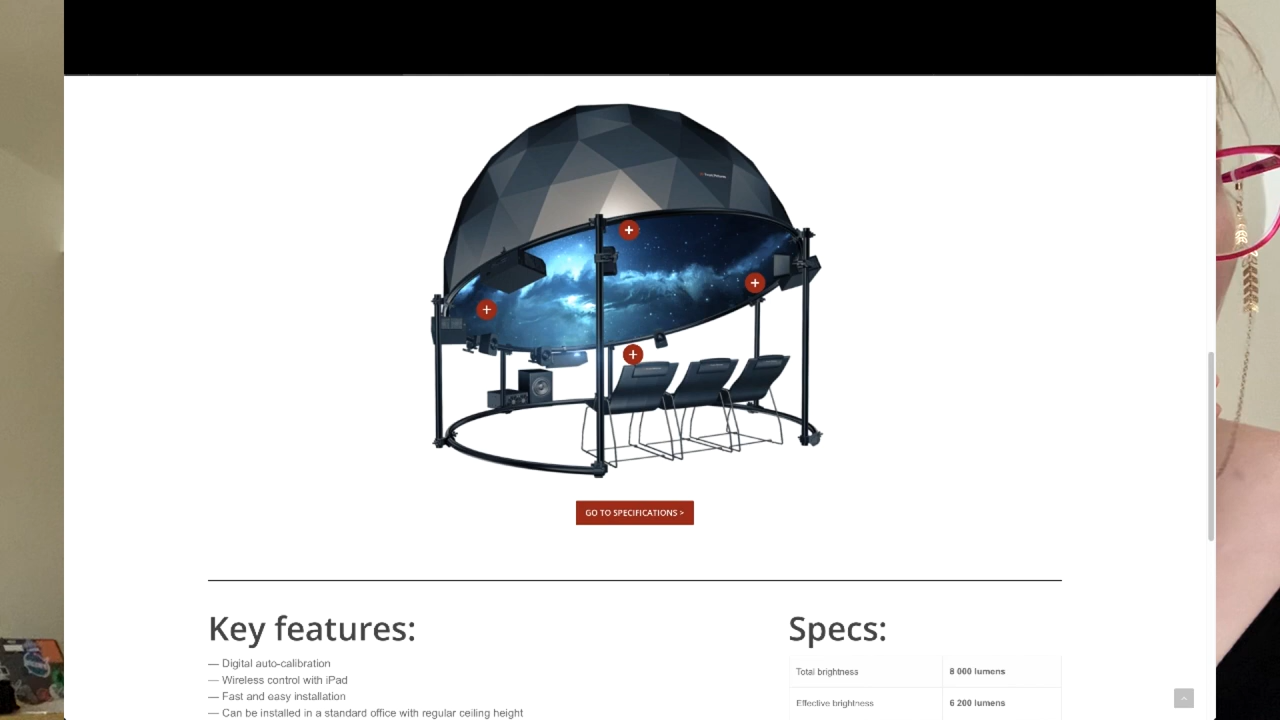 GO TO SPECIFICATIONS >
Key features:
— Digital auto-calibration
— Wireless control with iPad
— Fast and easy installation
— Can be installed in a standard office with regular ceiling height
Specs:
Total brightness 8 000 lumens
Effective brightness 6 200 lumens